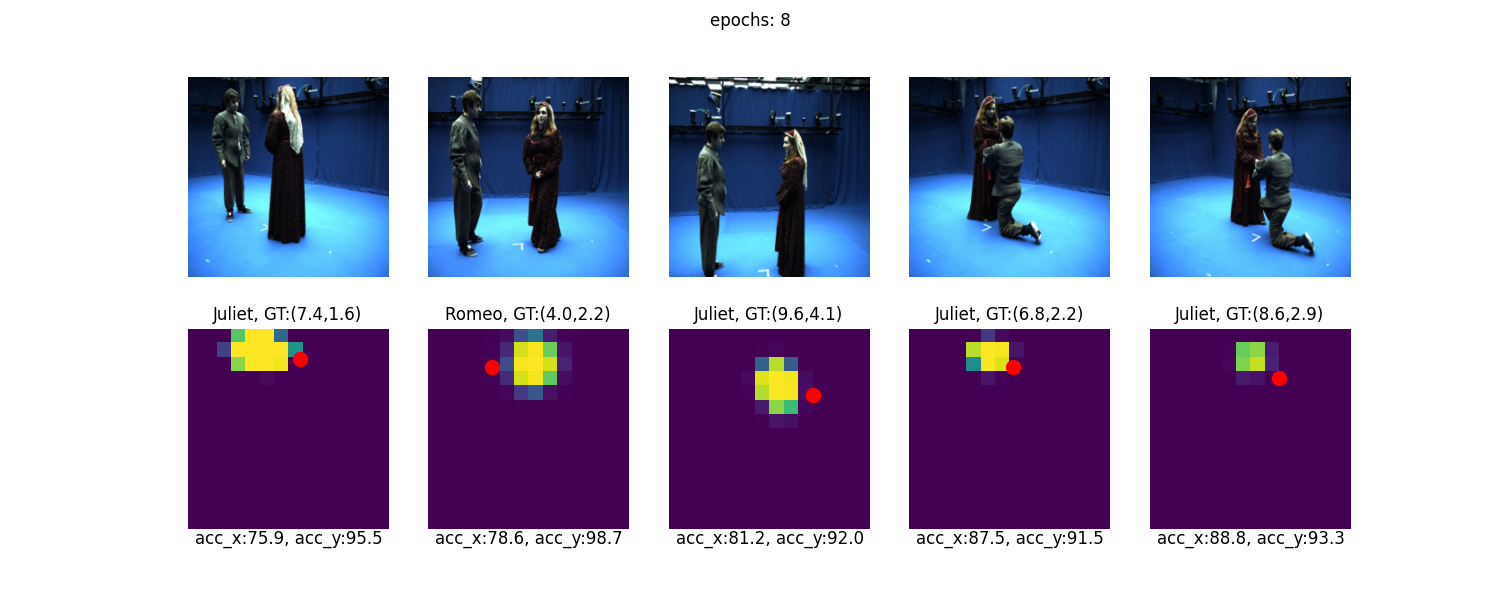 epochs: 8
Juliet, GT:(7.4,1.6)
Romeo, GT:(4.0,2.2)
Juliet, GT:(9.6,4.1)
Juliet, GT:(6.8,2.2)
Juliet, GT:(8.6,2.9)
acc_x:75.9, acc_y:95.5
acc_x:78.6, acc_y:98.7
acc_x:81.2, acc_y:92.0
acc_x:87.5, acc_y:91.5
acc_x:88.8, acc_y:93.3